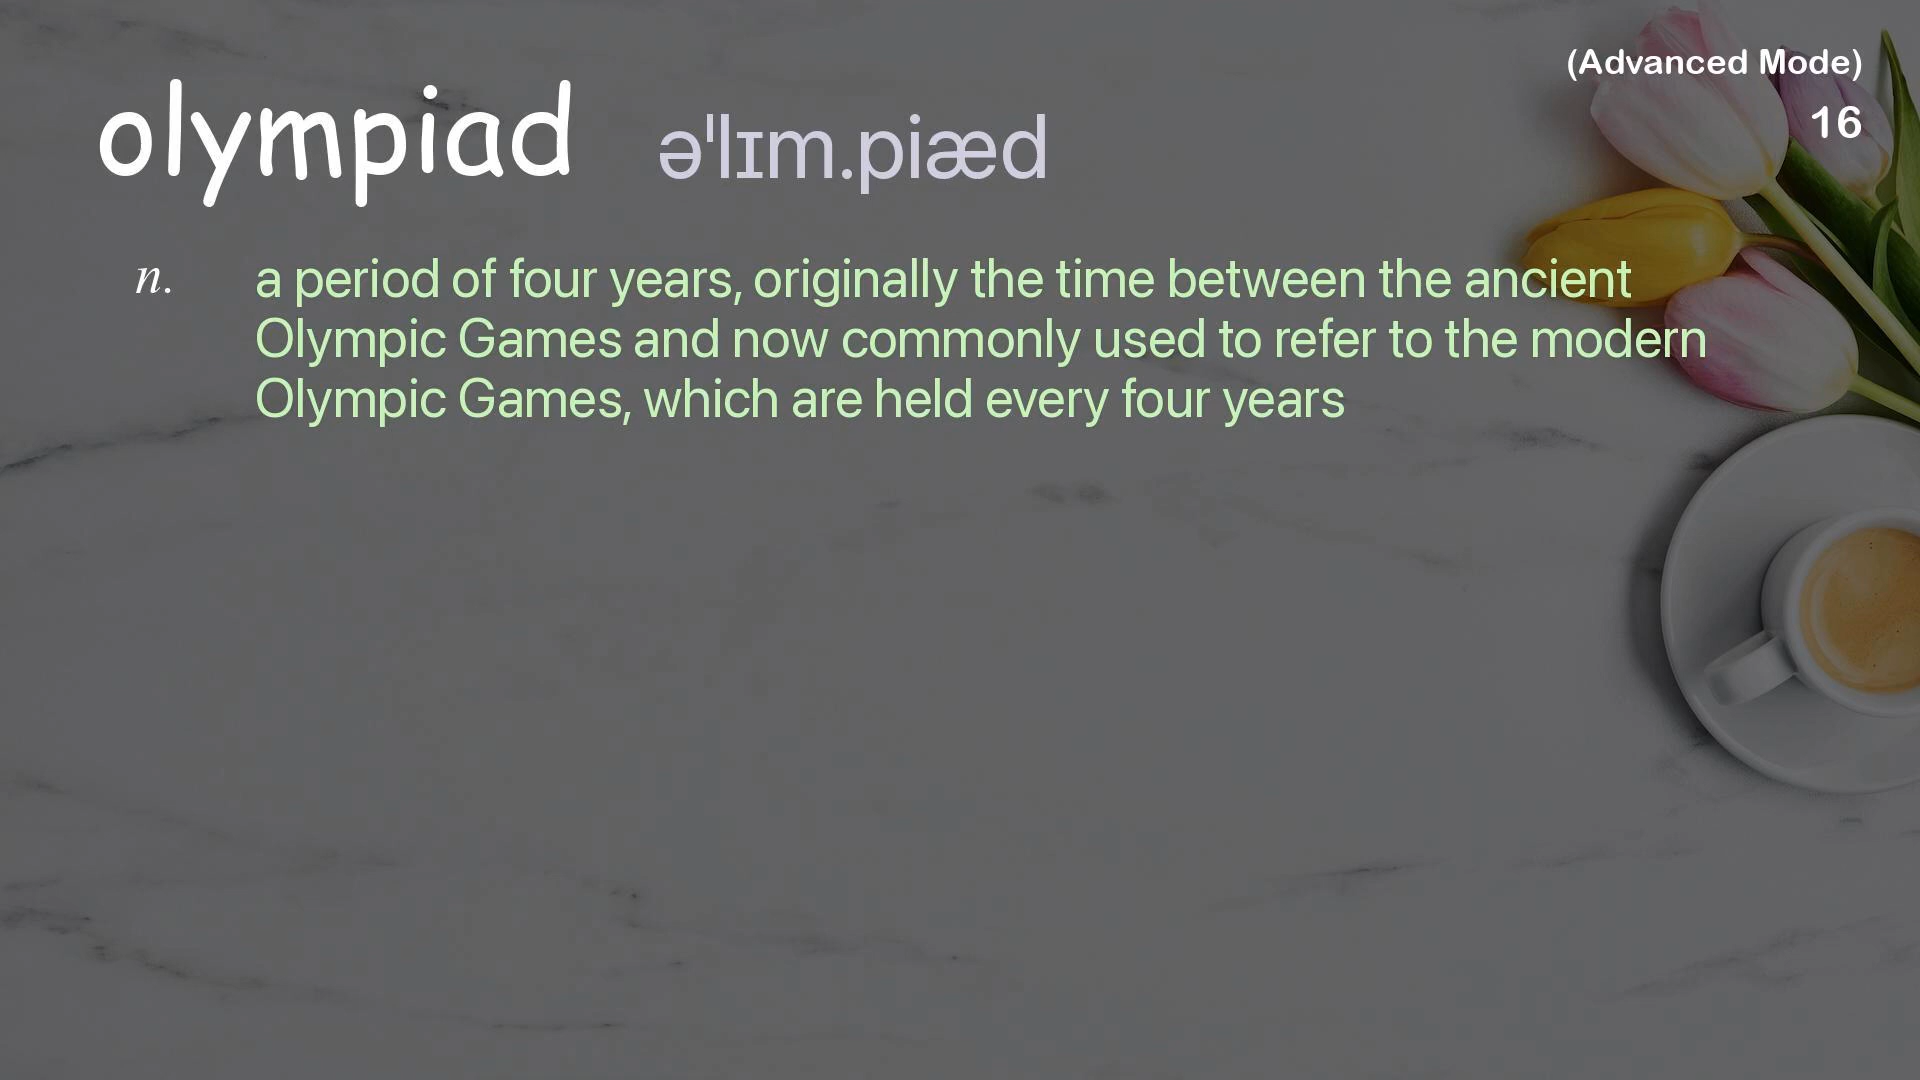 (Advanced Mode)
16
olympiad əˈlɪm.piæd
n. a period of four years, originally the time between the ancient
Olympic Games and now commonly used to refer to the modern
Olympic Games, which are held every four years